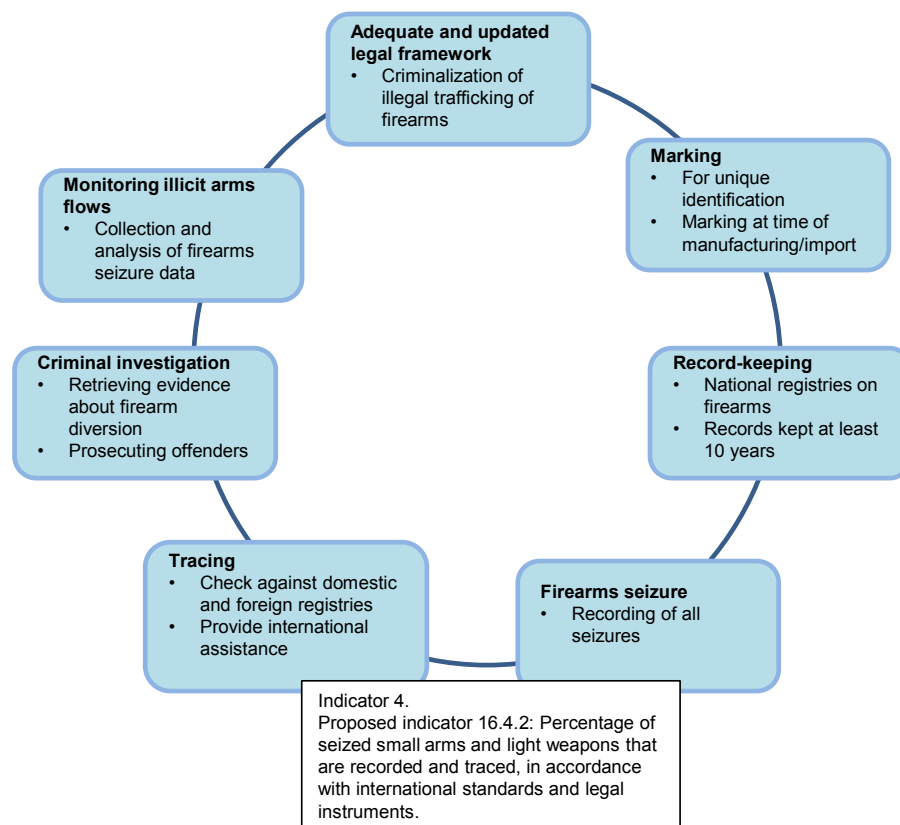 Adequate and updated
legal framework
• Criminalization of
illegal trafficking of
firearms
Marking
• For unique
identification
• Marking at time of
manufacturing/import
Record-keeping
• National registries on
firearms
• Records kept at least
10 years
Firearms seizure
• Recording of all
seizures
Tracing
• Check against domestic
and foreign registries
• Provide international
assistance
Criminal investigation
• Retrieving evidence
about firearm
diversion
• Prosecuting offenders
Monitoring illicit arms
flows
• Collection and
analysis of firearms
seizure data
Indicator 4.
Proposed indicator 16.4.2: Percentage of
seized small arms and light weapons that
are recorded and traced, in accordance
with international standards and legal
instruments.